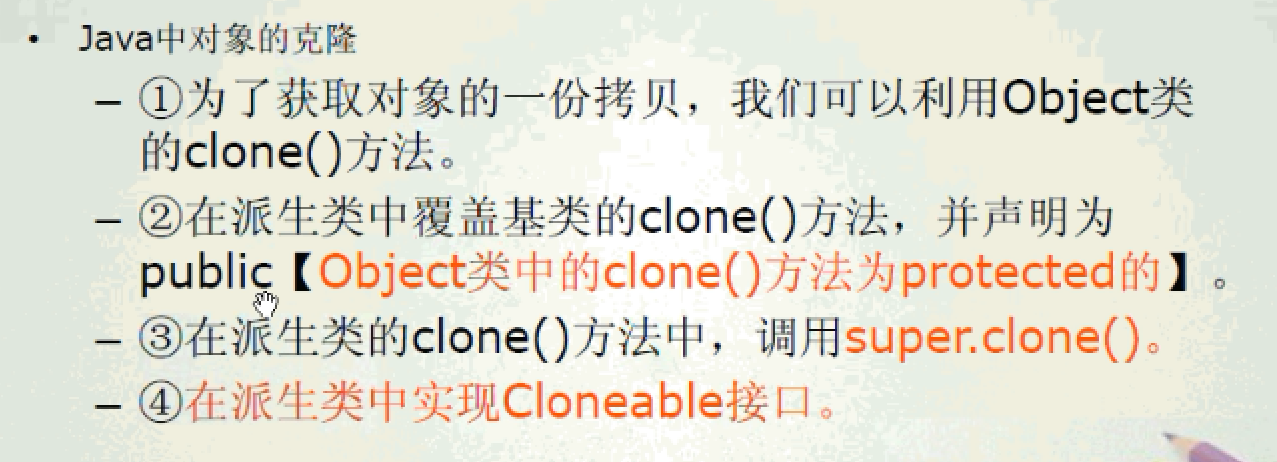 • Java中对象的克隆
– ①为了获取对象的一份拷贝，我们可以利用Object类
的clone()方法。
– ②在派生类中覆盖基类的clone()方法，并声明为
public【Object类中的clone()方法为protected的】。
– ③在派生类的clone()方法中，调用super.clone()。
– ④在派生类中实现Cloneable接口。